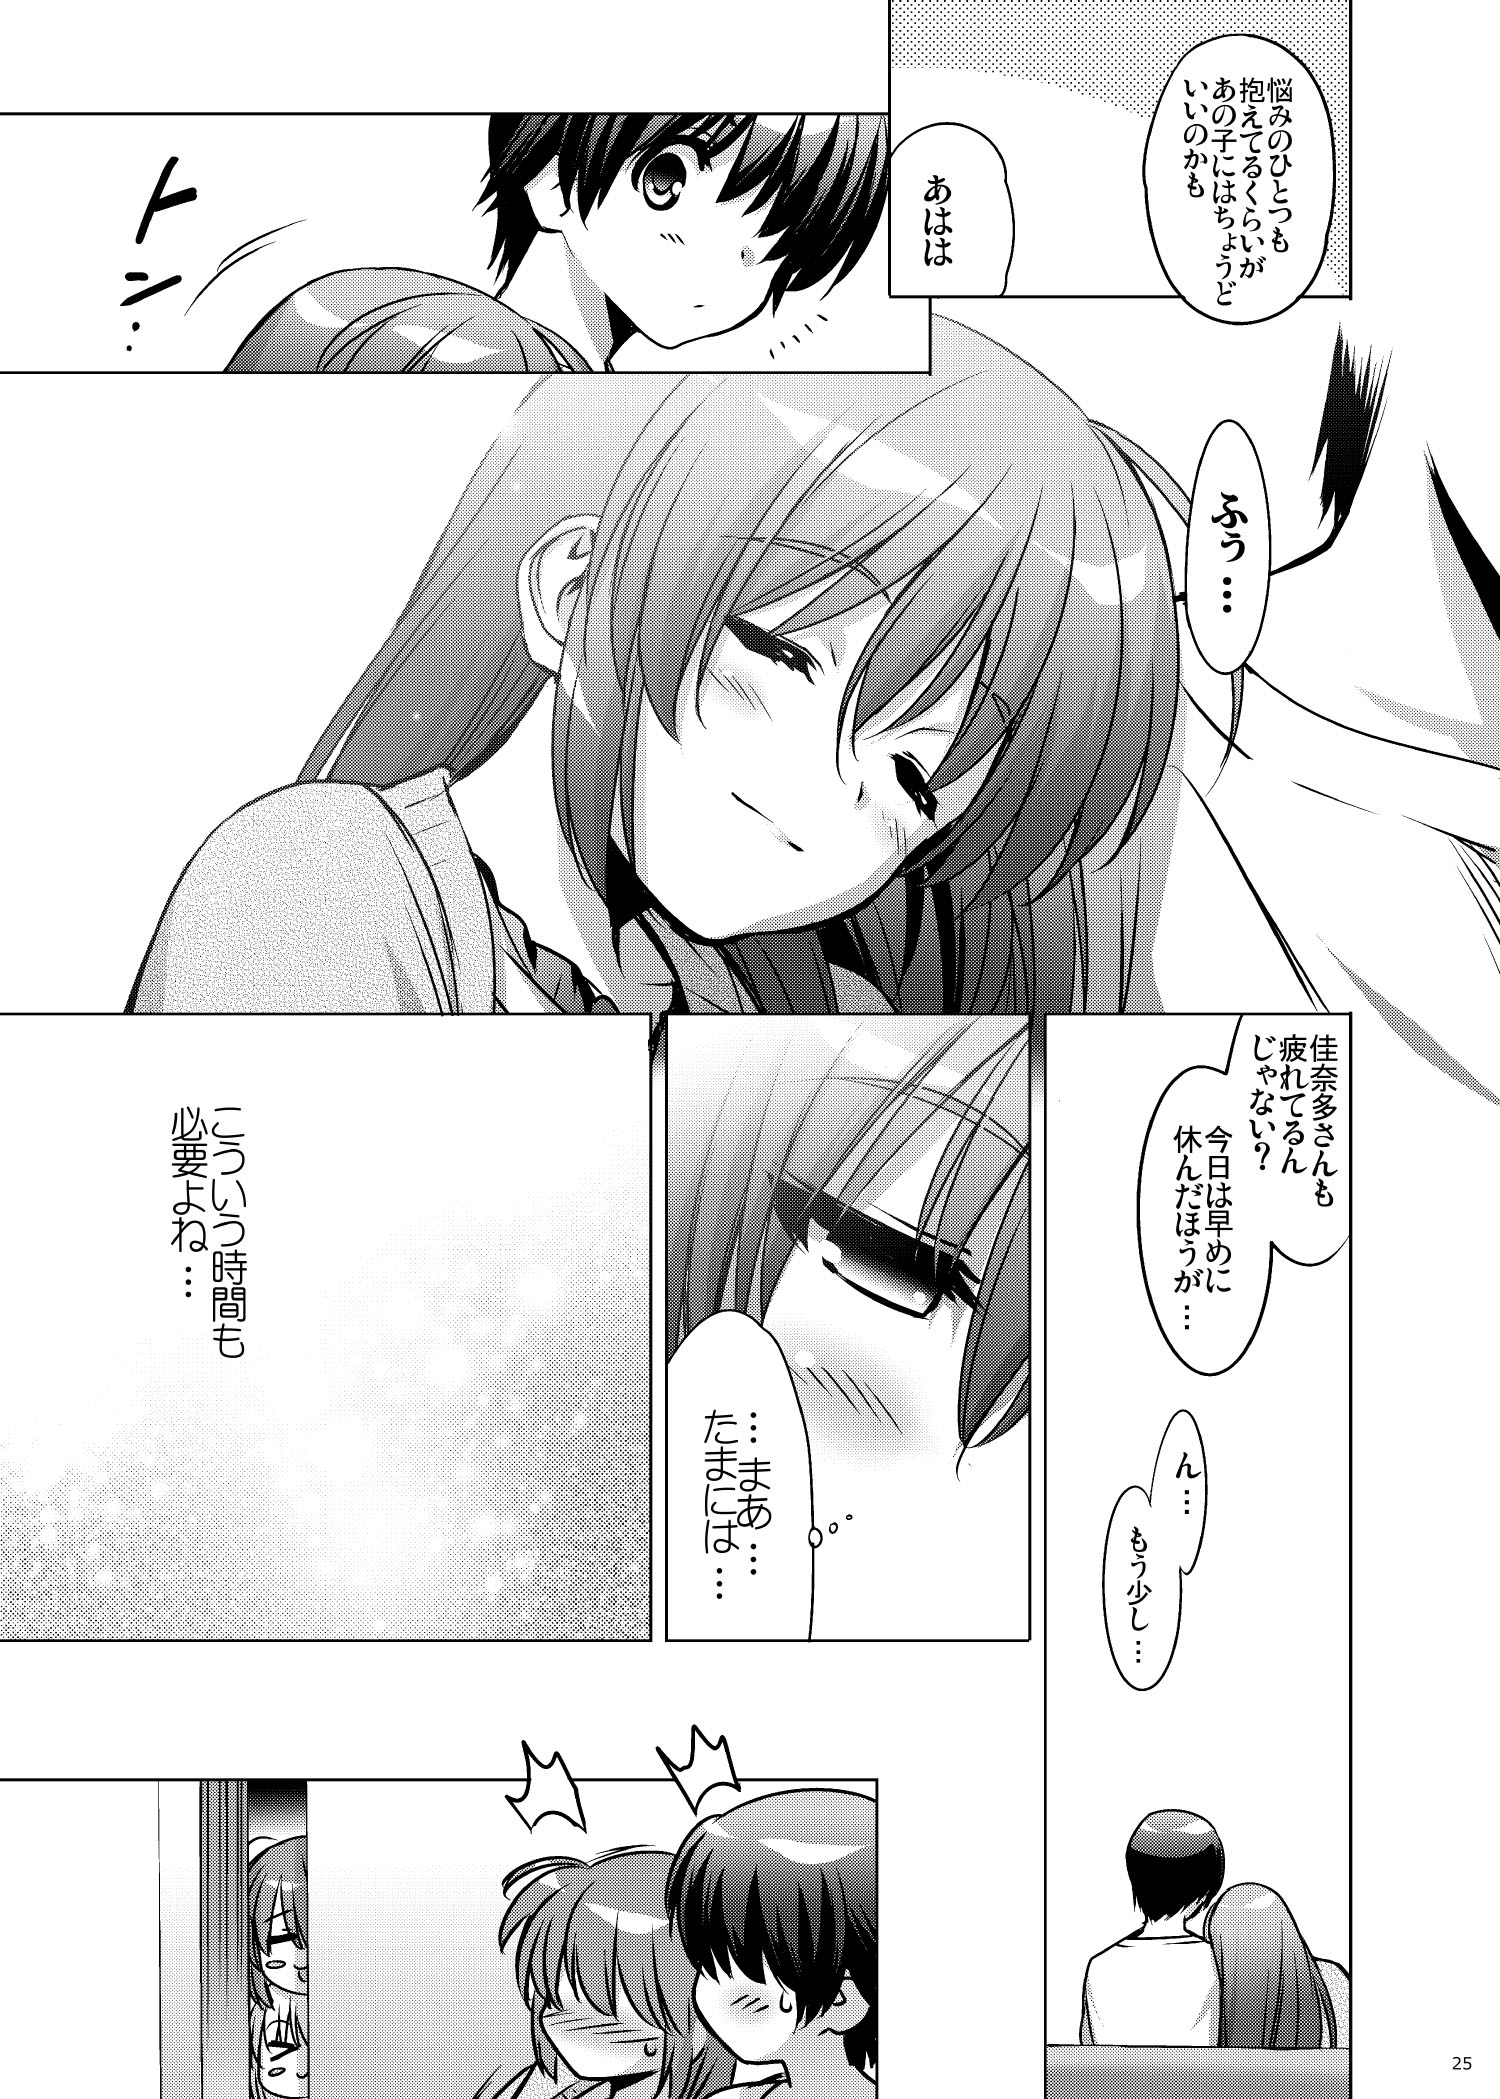 悩みのひとつも
抱えてるくらいが
あの子にはちょうど
いいのかも
あはは
トン…
ふぅ…
佳奈多さんも
疲れてるん
じゃない？
今日は早めに
休んだほうが…
ん…
もう少し…
…まあ…
たまには…
こういう時間も
必要よね…
25